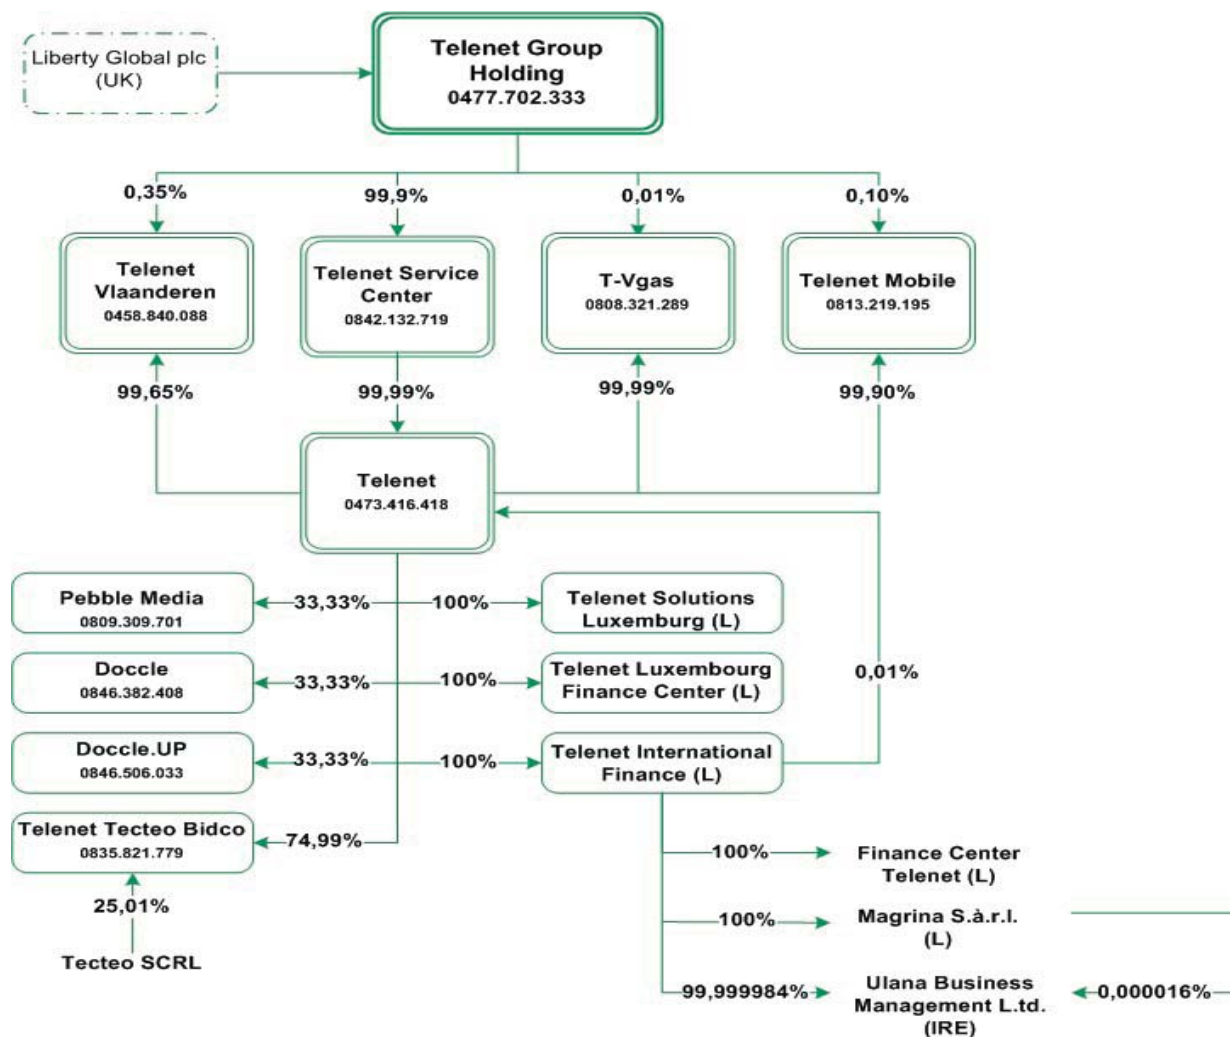 Liberty Global plc
(UK)
Telenet Group
Holding
0477.702.333
0,35%
99,9%
0,01%
0,10%
Telenet
Vlaanderen
0458.840.088
Telenet Service
Center
0842.132.719
T-Vgas
0808.321.289
Telenet Mobile
0813.219.195
99,65%
99,99%
99,99%
99,90%
Telenet
0473.416.418
Pebble Media
0809.309.701
33,33%
100%
Telenet Solutions
Luxemburg (L)
Doccle
0846.382.408
33,33%
100%
Telenet Luxembourg
Finance Center (L)
0,01%
Doccle.UP
0846.506.033
33,33%
100%
Telenet International
Finance (L)
Telenet Tecteo Bidco
0835.821.779
74,99%
25,01%
Tecteo SCRL
100%
Finance Center
Telenet (L)
100%
Magrina S.à.r.l.
(L)
99,999984%
Ulana Business
Management L.td.
(IRE)
0,000016%